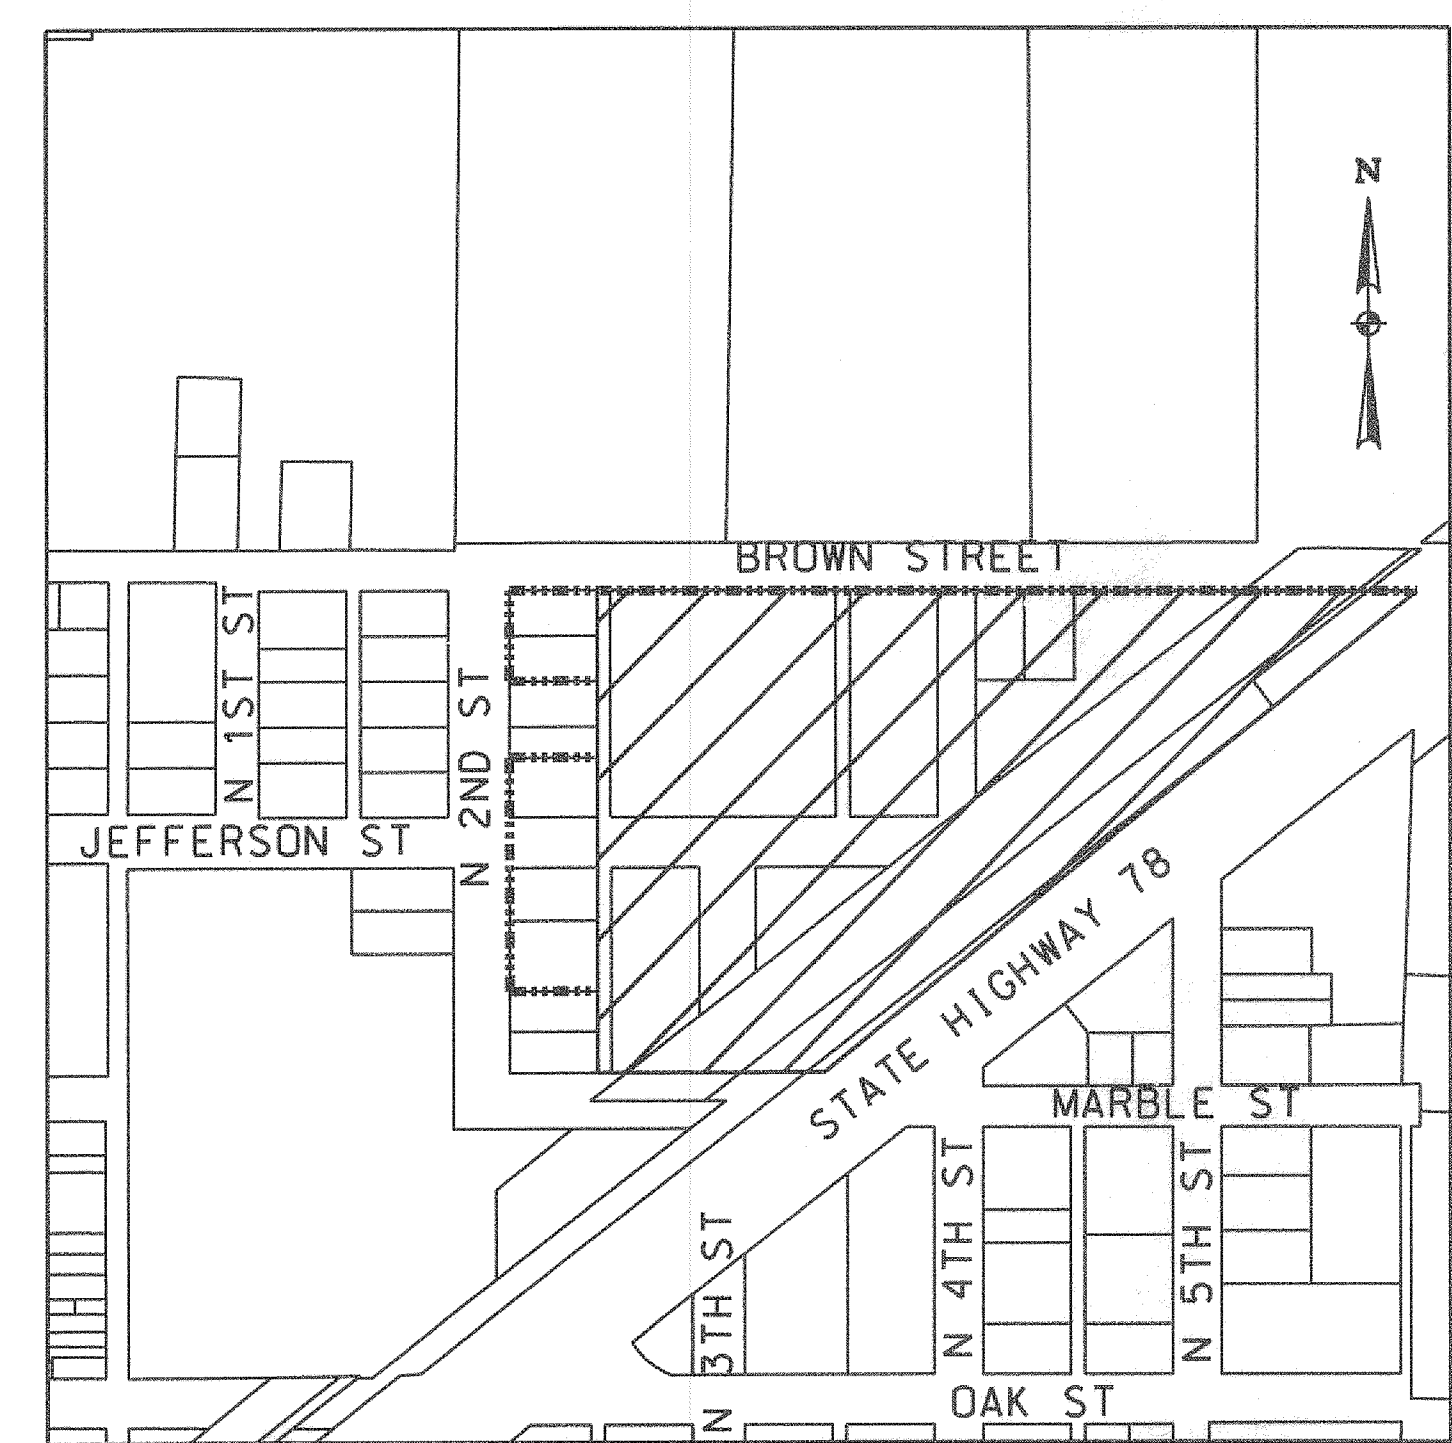 N
BROWN STREET
N 1ST ST
N 2ND ST
JEFFERSON ST
STATE HIGHWAY 78
MARBLE ST
N 3TH ST
N 4TH ST
N 5TH ST
OAK ST